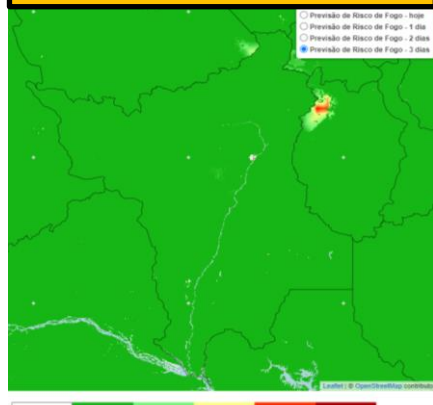 Previsão de Risco de Fogo - hoje
Previsão de Risco de Fogo - 1 dia
Previsão de Risco de Fogo - 2 dias
Previsão de Risco de Fogo - 3 dias
Leaflet | © OpenStreetMap contributo